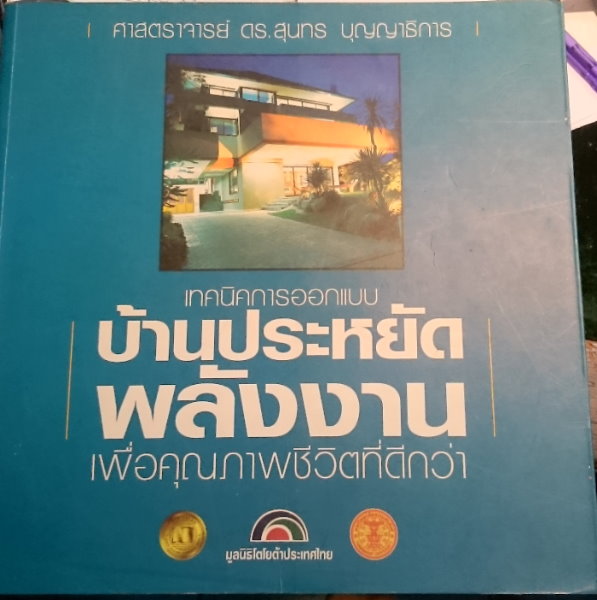 ศาสตราจารย์ ดร.สุนทร บุญญาธิการ
เทคนิคการออกแบบ
บ้านประหยัด
พลังงาน
เพื่อคุณภาพชีวิตที่ดีกว่า
มูลนิธิโตโยต้าประเทศไทย